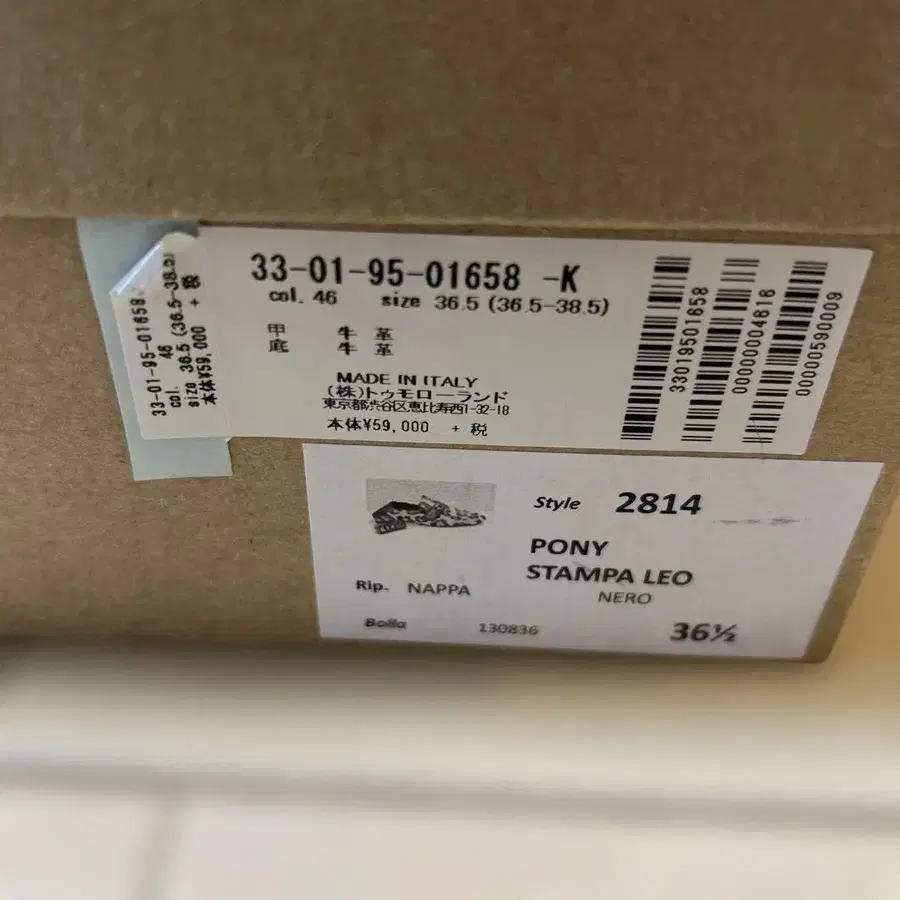 33-01-95-01658 -K
col. 46 size 36.5 (36.5-38.5)
甲 牛 革
底 牛 革
MADE IN ITALY
(株)トゥモローランド
東京都渋谷区恵比寿西1-32-18
本体¥59,000 + 税
33019501658
00000004616
00000590009
33-01-95-01658
col. 46
size 36.5 (36.5-38.5)
本体¥59,000 + 税
Style 2814
PONY
STAMPA LEO
NERO
Rip. NAPPA
Bolla 130836
36½